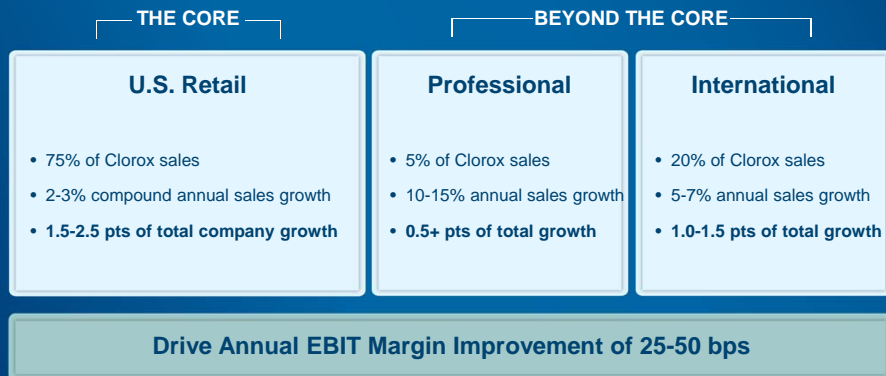 THE CORE
BEYOND THE CORE
U.S. Retail
• 75% of Clorox sales
• 2-3% compound annual sales growth
• 1.5-2.5 pts of total company growth
Professional
• 5% of Clorox sales
• 10-15% annual sales growth
• 0.5+ pts of total growth
International
• 20% of Clorox sales
• 5-7% annual sales growth
• 1.0-1.5 pts of total growth
Drive Annual EBIT Margin Improvement of 25-50 bps